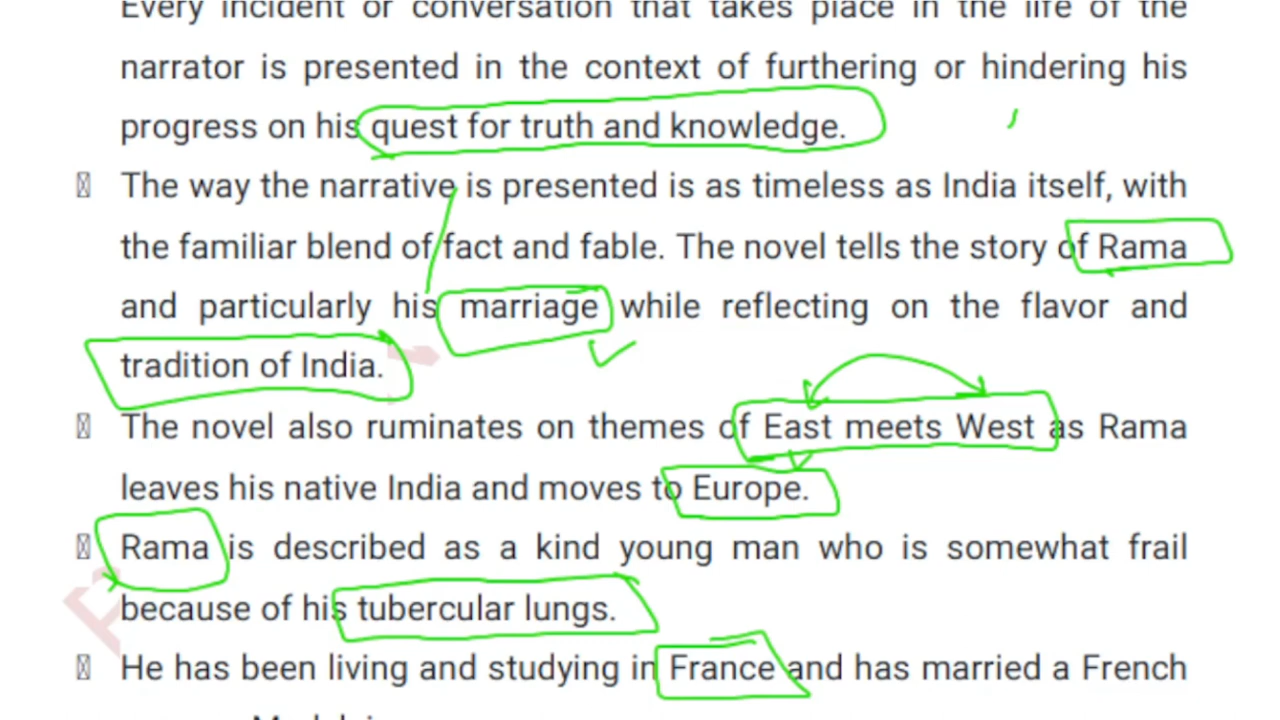 Every incident or conversation that takes place in the life of the
narrator is presented in the context of furthering or hindering his
progress on his quest for truth and knowledge.
The way the narrative is presented is as timeless as India itself, with
the familiar blend of fact and fable. The novel tells the story of Rama
and particularly his marriage while reflecting on the flavor and
tradition of India.
The novel also ruminates on themes of East meets West as Rama
leaves his native India and moves to Europe.
Rama is described as a kind young man who is somewhat frail
because of his tubercular lungs.
He has been living and studying in France and has married a French